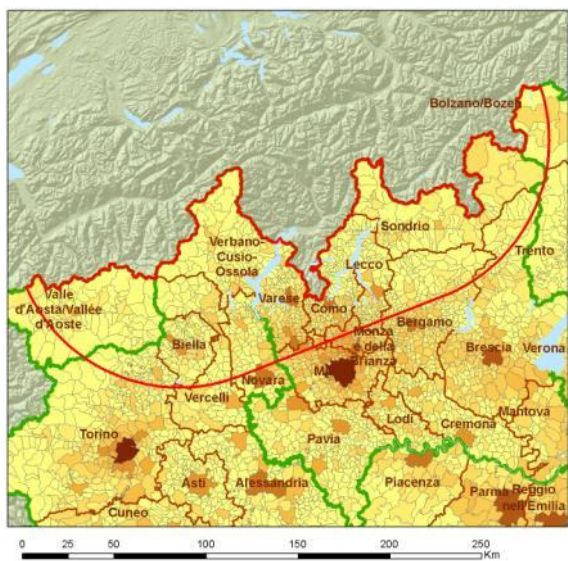 Bolzano/Bozen
Sondrio
Verbano-
Cusio-
Ossola
Trento
Lecco
Valle
d'Aosta/Vallée
d'Aoste
Varese
Como
Monza
e della
Brianza
Bergamo
Biella
Brescia
Verona
Novara
Vercelli
Mantova
Lodi
Cremona
Torino
Pavia
Asti
Alessandria
Piacenza
Parma
Reggio
nell'Emilia
Cuneo
0 25 50 100 150 200 250
Km